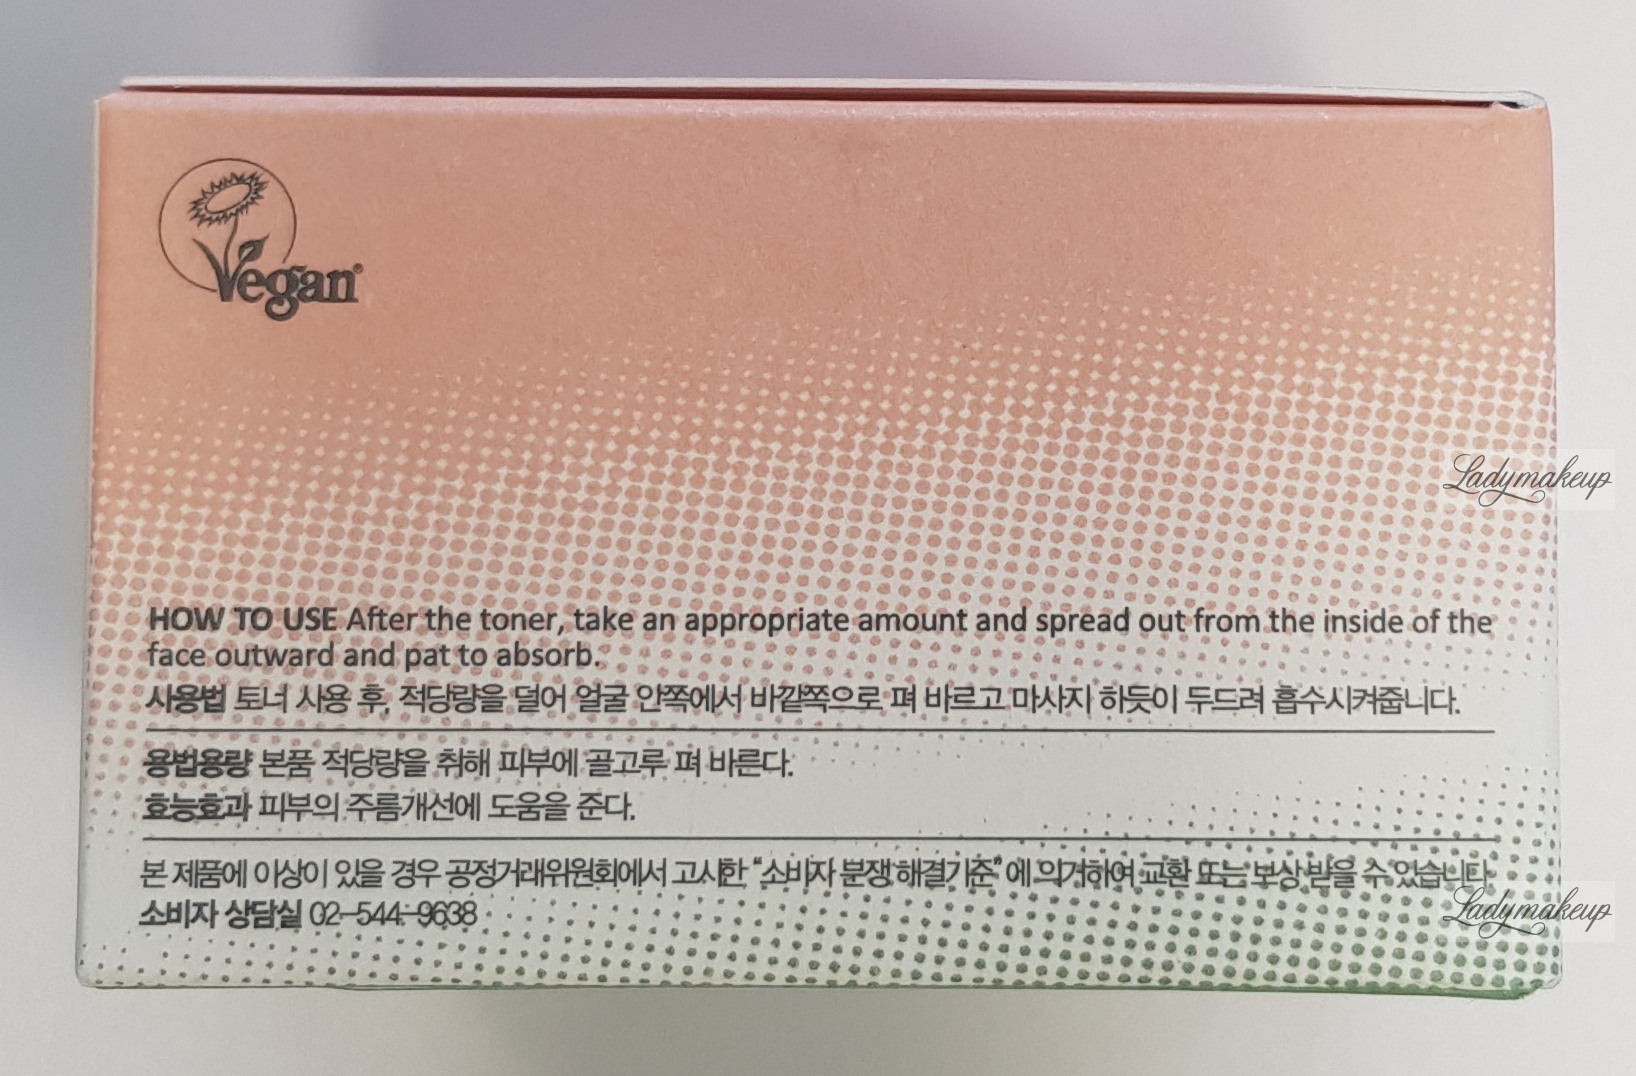 Vegan®
HOW TO USE After the toner, take an appropriate amount and spread out from the inside of the
face outward and pat to absorb.
사용법 토너 사용 후, 적당량을 덜어 얼굴 안쪽에서 바깥쪽으로 펴 바르고 마사지 하듯이 두드려 흡수시켜줍니다.
용법용량 본품 적당량을 취해 피부에 골고루 펴 바른다.
효능효과 피부의 주름개선에 도움을 준다.
본 제품에 이상이 있을 경우 공정거래위원회에서 고시한 “소비자 분쟁 해결기준” 에 의거하여 교환 또는 보상 받을 수 있습니다.
소비자 상담실 02-544-9638
Ladymakeup
Ladymakeup